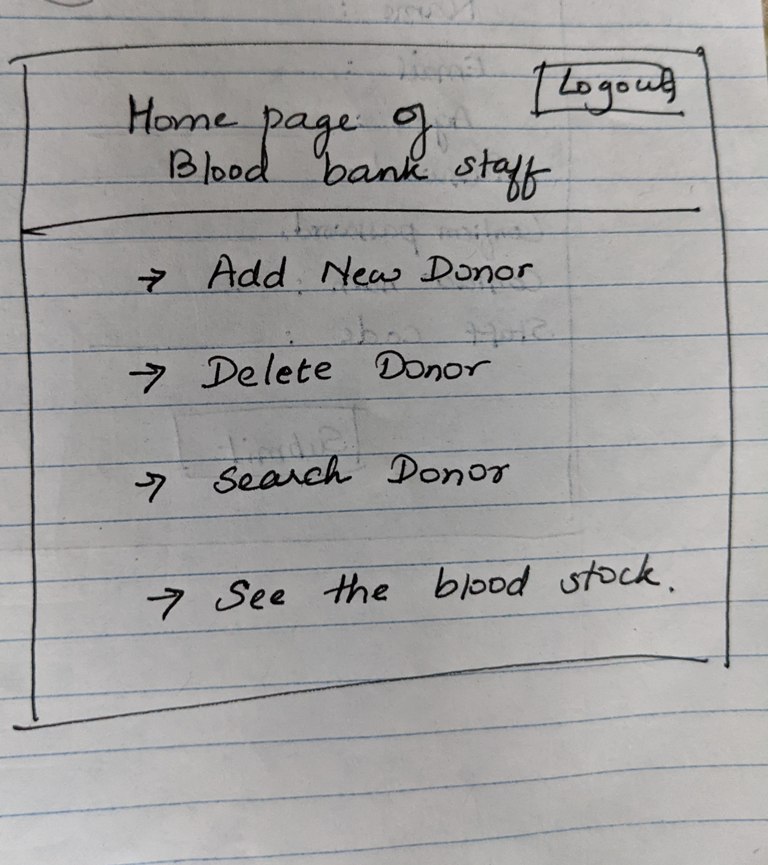 Logout
Home page of
Blood bank staff
→ Add New Donor
→ Delete Donor
→ Search Donor
→ See the blood stock.